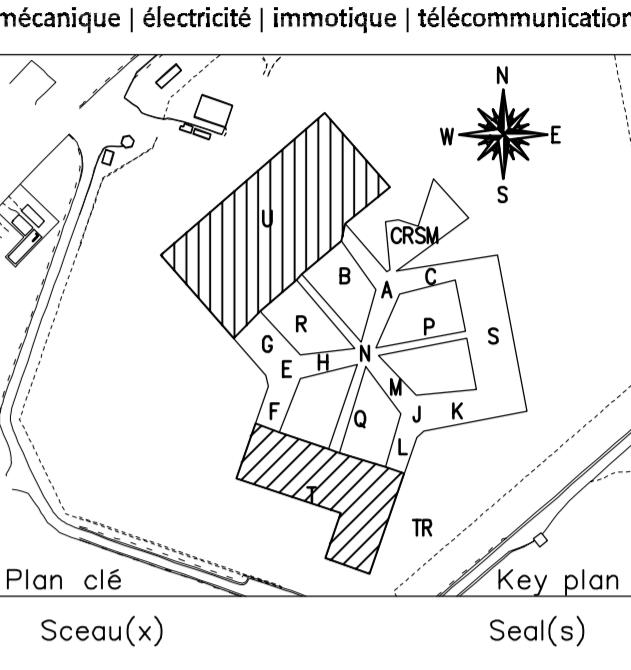 mécanique | électricité | immotique | télécommunication
N
W E
S
U
CRSM
B
A C
R P S
G N
E H
M
F Q J K
L
T
TR
Plan clé Key plan
Sceau(x) Seal(s)